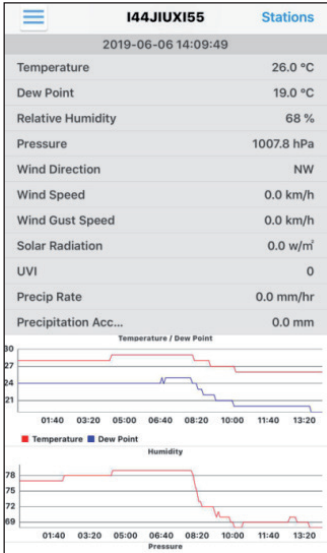 I44JIUXI55 Stations
2019-06-06 14:09:49
Temperature 26.0 °C
Dew Point 19.0 °C
Relative Humidity 68 %
Pressure 1007.8 hPa
Wind Direction NW
Wind Speed 0.0 km/h
Wind Gust Speed 0.0 km/h
Solar Radiation 0.0 w/㎡
UVI 0
Precip Rate 0.0 mm/hr
Precipitation Acc... 0.0 mm
Temperature / Dew Point
30
27
24
21
01:40 03:20 05:00 06:40 08:20 10:00 11:40 13:20
Temperature Dew Point
Humidity
78
75
72
69
01:40 03:20 05:00 06:40 08:20 10:00 11:40 13:20
Pressure